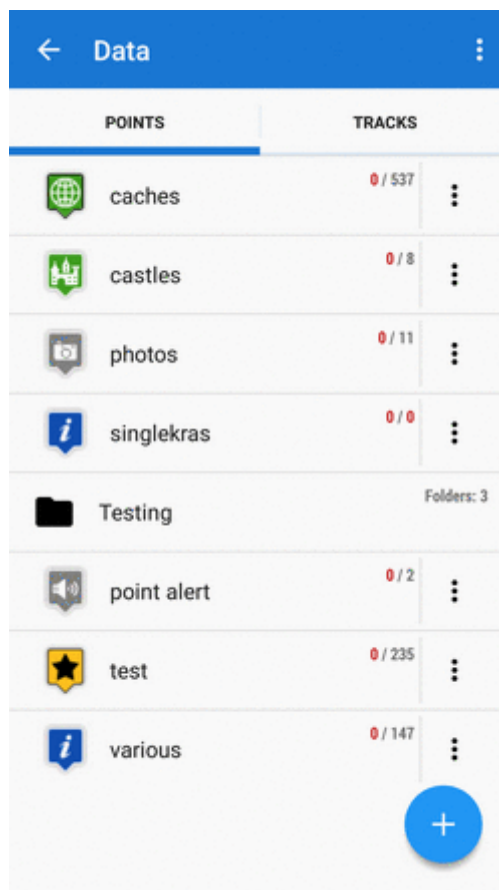 Data
POINTS TRACKS
caches 0 / 537
castles 0 / 8
photos 0 / 11
singlekras 0 / 0
Testing Folders: 3
point alert 0 / 2
test 0 / 235
various 0 / 147